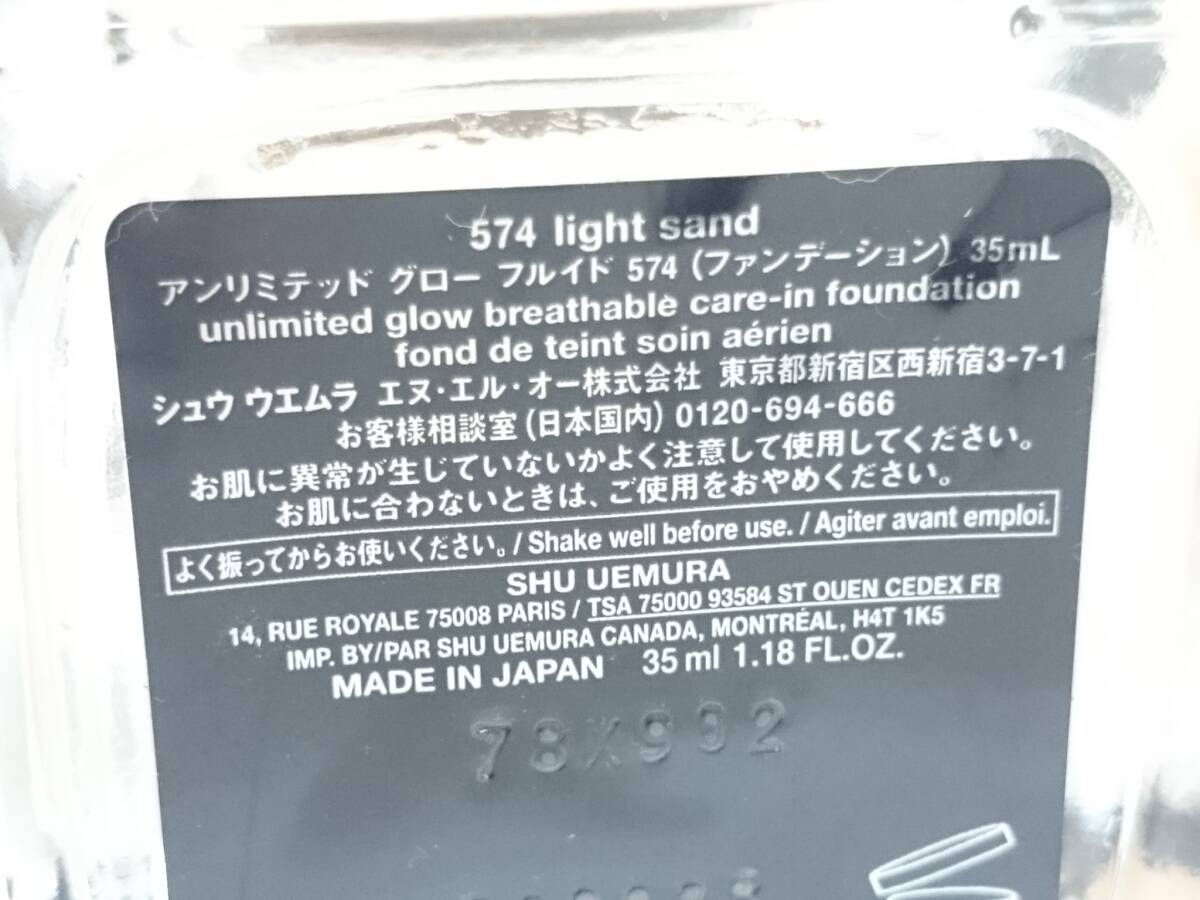 574 light sand
アンリミテッド グロー フルイド 574 (ファンデーション) 35mL
unlimited glow breathable care-in foundation
fond de teint soin aérien
シュウ ウエムラ エヌ・エル・オー株式会社 東京都新宿区西新宿3-7-1
お客様相談室 (日本国内) 0120-694-666
お肌に異常が生じていないかよく注意して使用してください。
お肌に合わないときは、ご使用をおやめください。
よく振ってからお使いください。/ Shake well before use. / Agiter avant emploi.
SHU UEMURA
14, RUE ROYALE 75008 PARIS / TSA 75000 93584 ST OUEN CEDEX FR
IMP. BY/PAR SHU UEMURA CANADA, MONTRÉAL, H4T 1K5
MADE IN JAPAN 35 ml 1.18 FL.OZ.
78X902